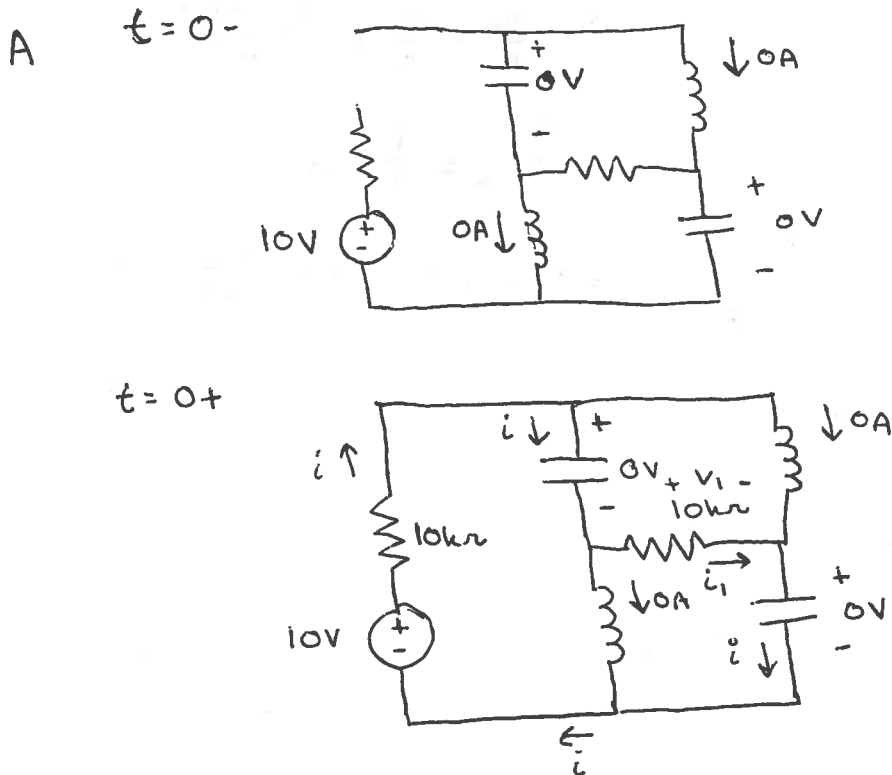 A
t = 0-
+
0V
-
↓ 0A
10V
+
-
0A ↓
+
0V
-
t = 0+
i ↑
i ↓
+
0V
-
+ V₁ -
10kΩ
↓ 0A
10kΩ
i₁
↓ 0A
+
0V
-
10V
+
-
i ↓
←
i